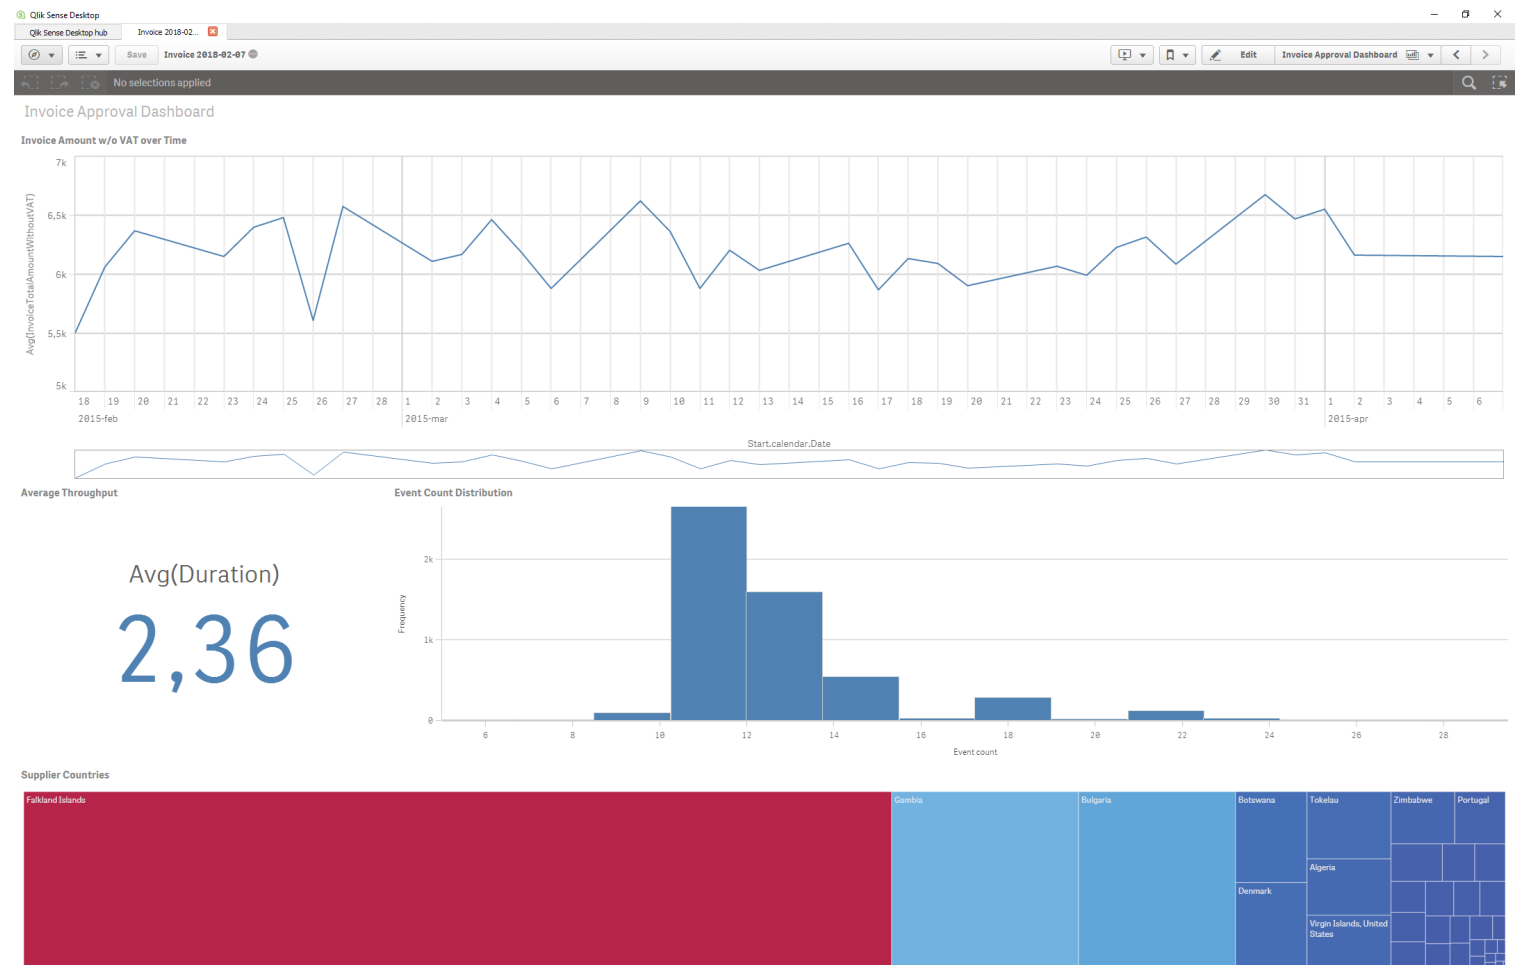 Qlik Sense Desktop
Qlik Sense Desktop hub
Invoice 2018-02...
Save
Invoice 2018-02-07
Edit
Invoice Approval Dashboard
No selections applied
Invoice Approval Dashboard
Invoice Amount w/o VAT over Time
Avg(InvoiceTotalAmountWithoutVAT)
7k
6,5k
6k
5,5k
5k
18 19 20 21 22 23 24 25 26 27 28 1 2 3 4 5 6 7 8 9 10 11 12 13 14 15 16 17 18 19 20 21 22 23 24 25 26 27 28 29 30 31 1 2 3 4 5 6
2015-feb 2015-mar 2015-apr
Start.calendar.Date
Average Throughput
Avg(Duration)
2,36
Event Count Distribution
Frequency
2k
1k
0
6 8 10 12 14 16 18 20 22 24 26 28
Event count
Supplier Countries
Falkland Islands
Gambia
Bulgaria
Botswana
Denmark
Tokelau
Algeria
Virgin Islands, United
States
Zimbabwe
Portugal